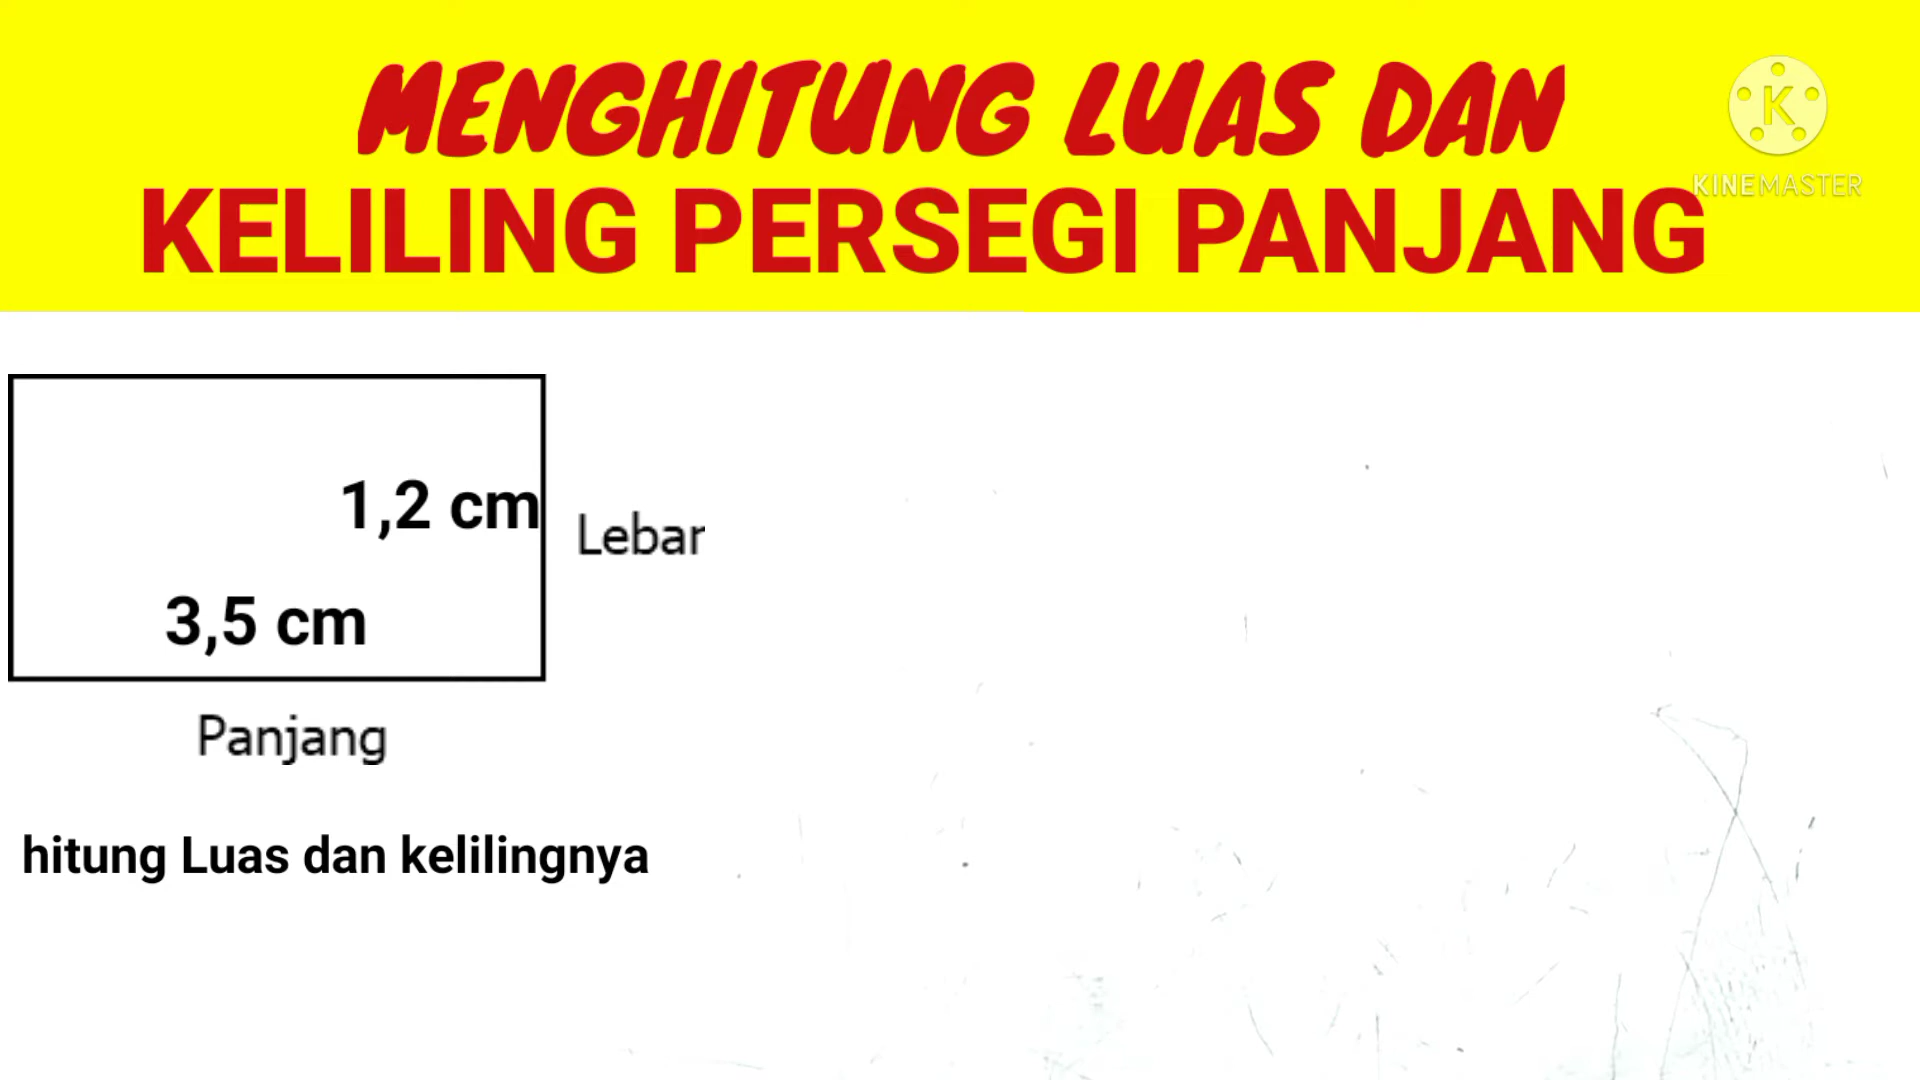 MENGHITUNG LUAS DAN
KELILING PERSEGI PANJANG
K
KINEMASTER
1,2 cm
Lebar
3,5 cm
Panjang
hitung Luas dan kelilingnya